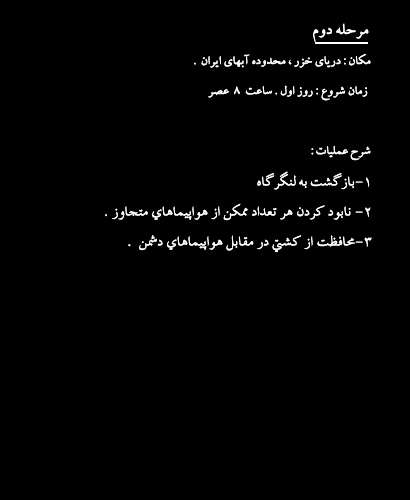 مرحله دوم
مکان : دریای خزر ، محدوده آبهای ایران .
زمان شروع : روز اول . ساعت ۸ عصر
شرح عملیات :
۱-بازگشت به لنگرگاه
۲- نابود کردن هر تعداد ممکن از هواپیماهاي متجاوز .
۳-محافظت از کشتي در مقابل هواپیماهاي دشمن .